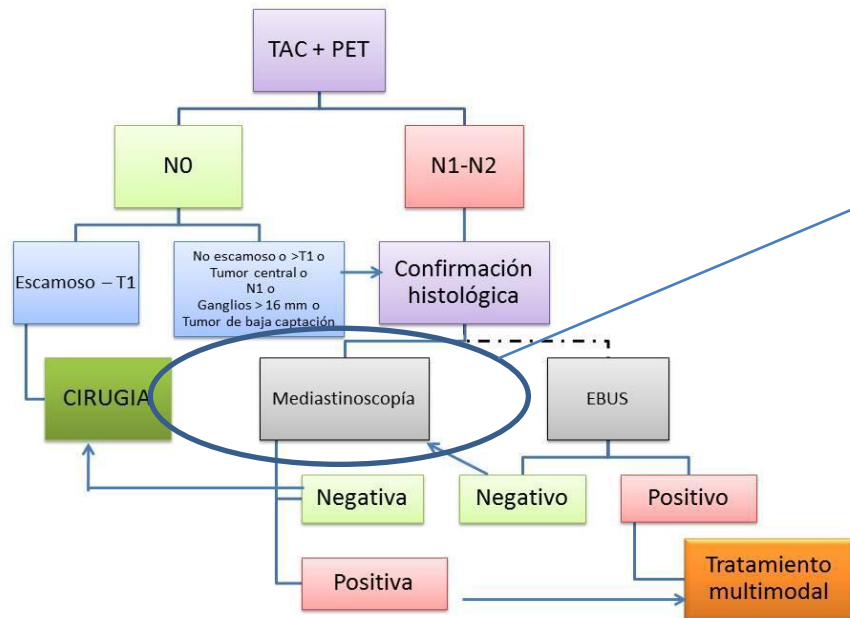 TAC + PET
N0
N1-N2
Escamoso – T1
No escamoso o >T1 o
Tumor central o
N1 o
Ganglios > 16 mm o
Tumor de baja captación
Confirmación
histológica
CIRUGIA
Mediastinoscopía
EBUS
Negativa
Negativo
Positivo
Positiva
Tratamiento
multimodal